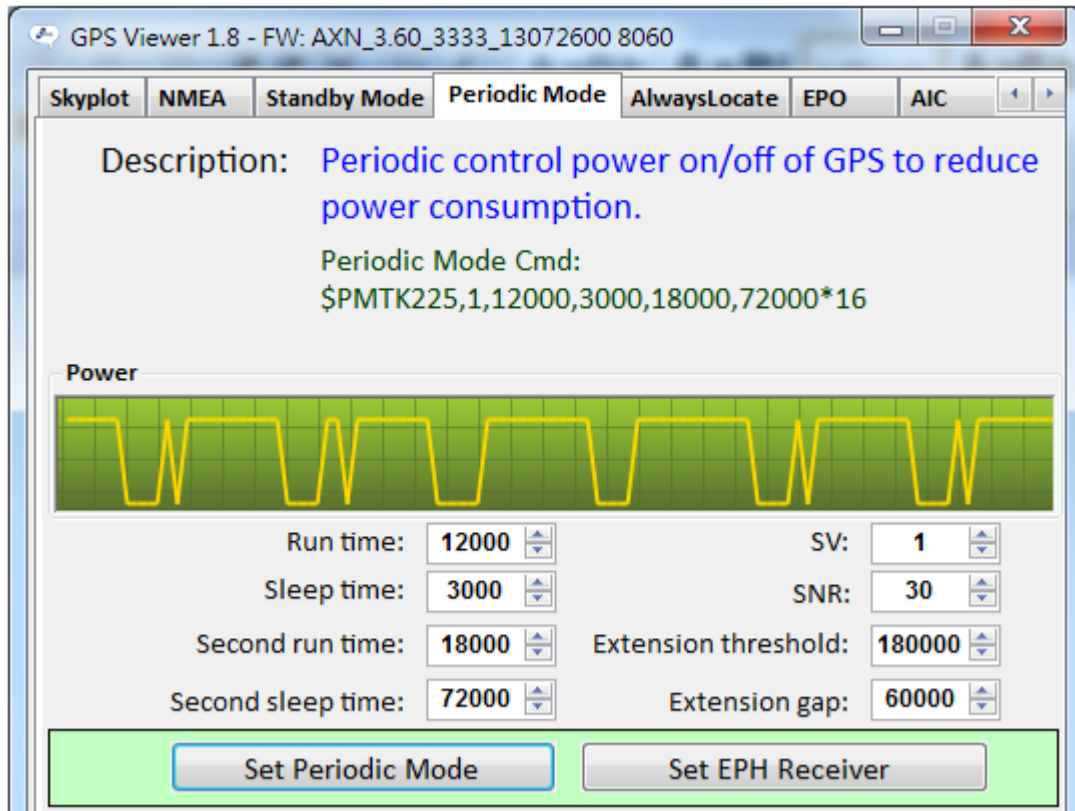 GPS Viewer 1.8 - FW: AXN_3.60_3333_13072600 8060
Skyplot NMEA Standby Mode Periodic Mode AlwaysLocate EPO AIC
Description: Periodic control power on/off of GPS to reduce
power consumption.
Periodic Mode Cmd:
$PMTK225,1,12000,3000,18000,72000*16
Power
Run time: 12000 SV: 1
Sleep time: 3000 SNR: 30
Second run time: 18000 Extension threshold: 180000
Second sleep time: 72000 Extension gap: 60000
Set Periodic Mode Set EPH Receiver